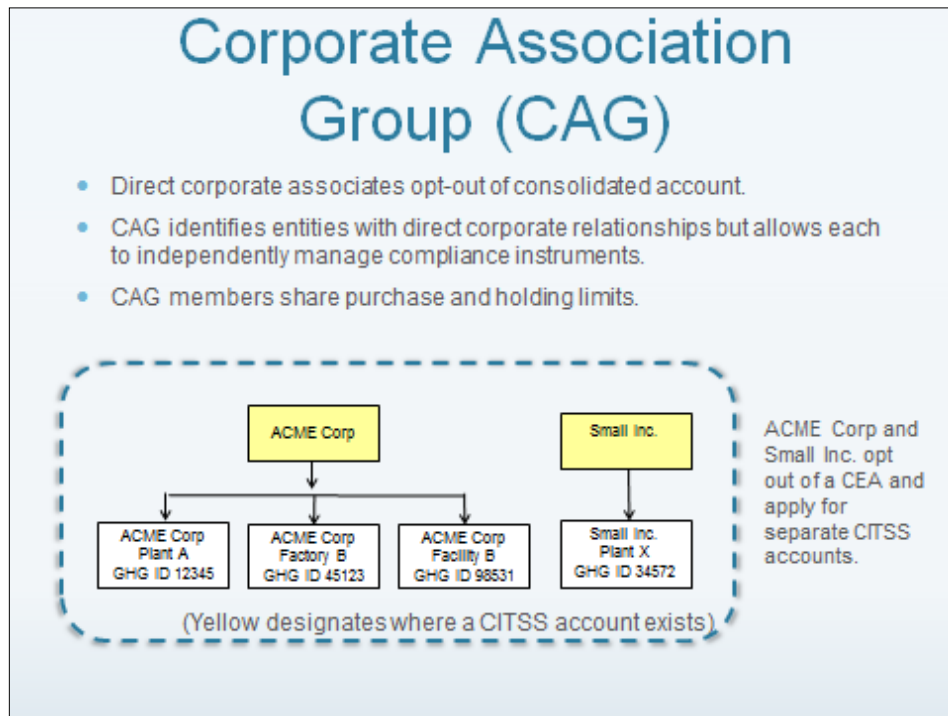 Corporate Association
Group (CAG)
Direct corporate associates opt-out of consolidated account.
CAG identifies entities with direct corporate relationships but allows each
to independently manage compliance instruments.
CAG members share purchase and holding limits.
ACME Corp
Small Inc.
ACME Corp
Plant A
GHG ID 12345
ACME Corp
Factory B
GHG ID 45123
ACME Corp
Facility B
GHG ID 98531
Small Inc.
Plant X
GHG ID 34572
(Yellow designates where a CITSS account exists)
ACME Corp and
Small Inc. opt
out of a CEA and
apply for
separate CITSS
accounts.